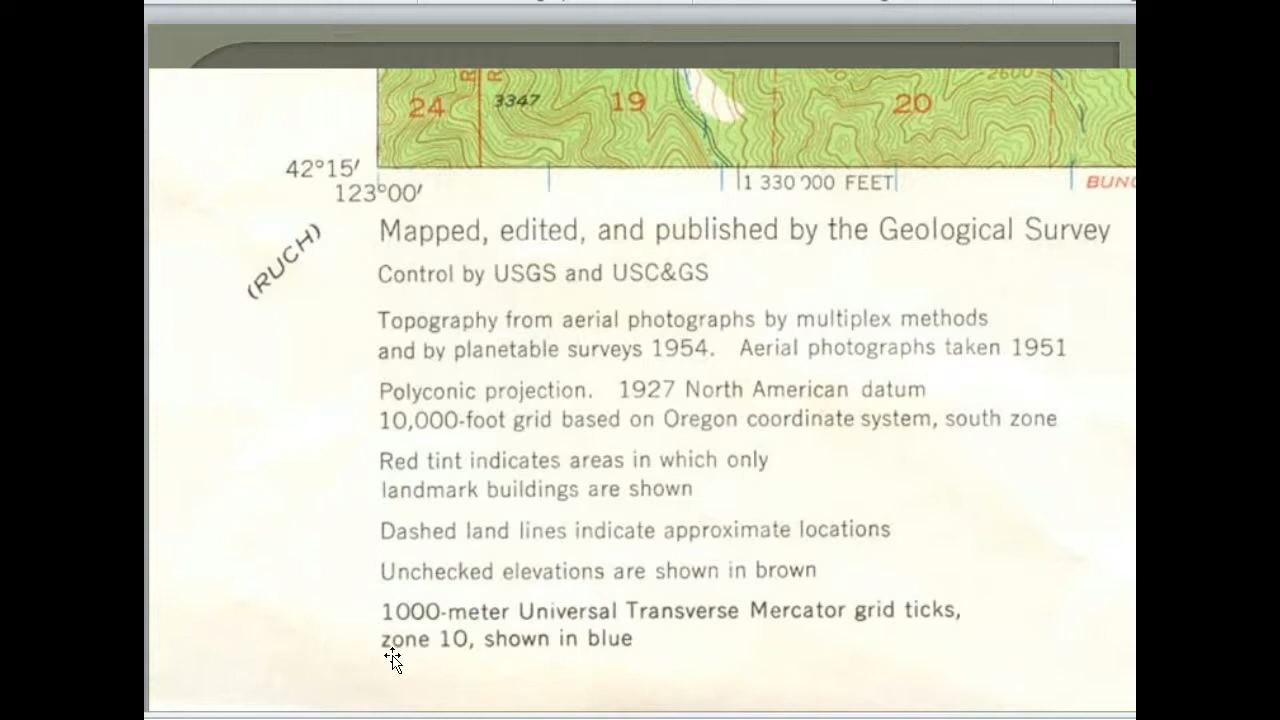 2600
24
3347
19
20
42°15′
1 330 000 FEET
123°00′
(RUCH)
Mapped, edited, and published by the Geological Survey
Control by USGS and USC&GS
Topography from aerial photographs by multiplex methods
and by planetable surveys 1954. Aerial photographs taken 1951
Polyconic projection. 1927 North American datum
10,000-foot grid based on Oregon coordinate system, south zone
Red tint indicates areas in which only
landmark buildings are shown
Dashed land lines indicate approximate locations
Unchecked elevations are shown in brown
1000-meter Universal Transverse Mercator grid ticks,
zone 10, shown in blue